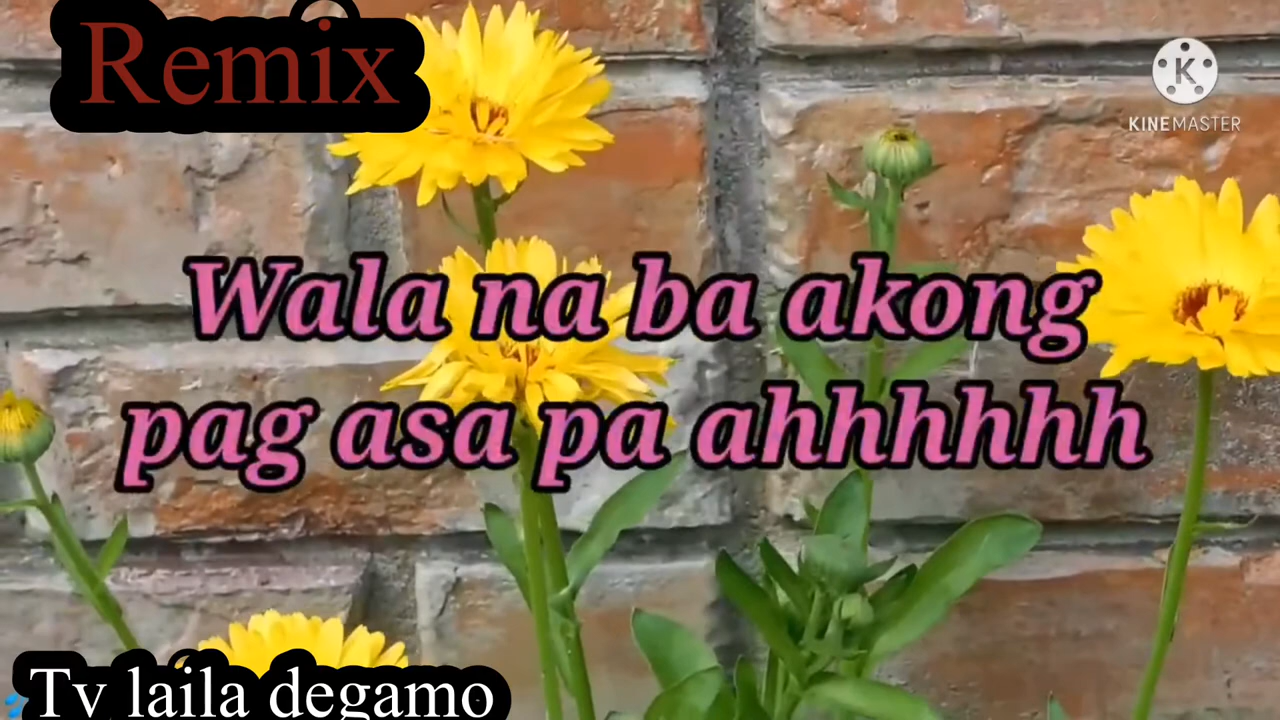 Remix
KINEMASTER
Wala na ba akong
pag asa pa ahhhhhh
Tv laila degamo